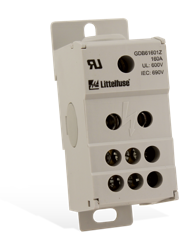 GDB61601Z
160A
UL: 600V
IEC: 690V
Littelfuse